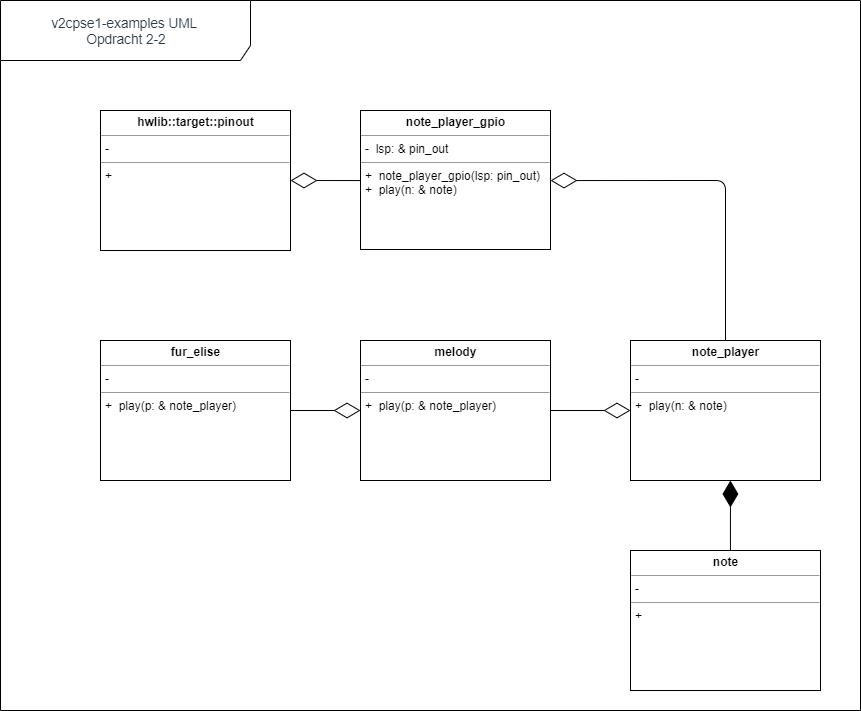 v2cpse1-examples UML
Opdracht 2-2
hwlib::target::pinout
-
+
note_player_gpio
- lsp: & pin_out
+ note_player_gpio(lsp: pin_out)
+ play(n: & note)
fur_elise
-
+ play(p: & note_player)
melody
-
+ play(p: & note_player)
note_player
-
+ play(n: & note)
note
-
+